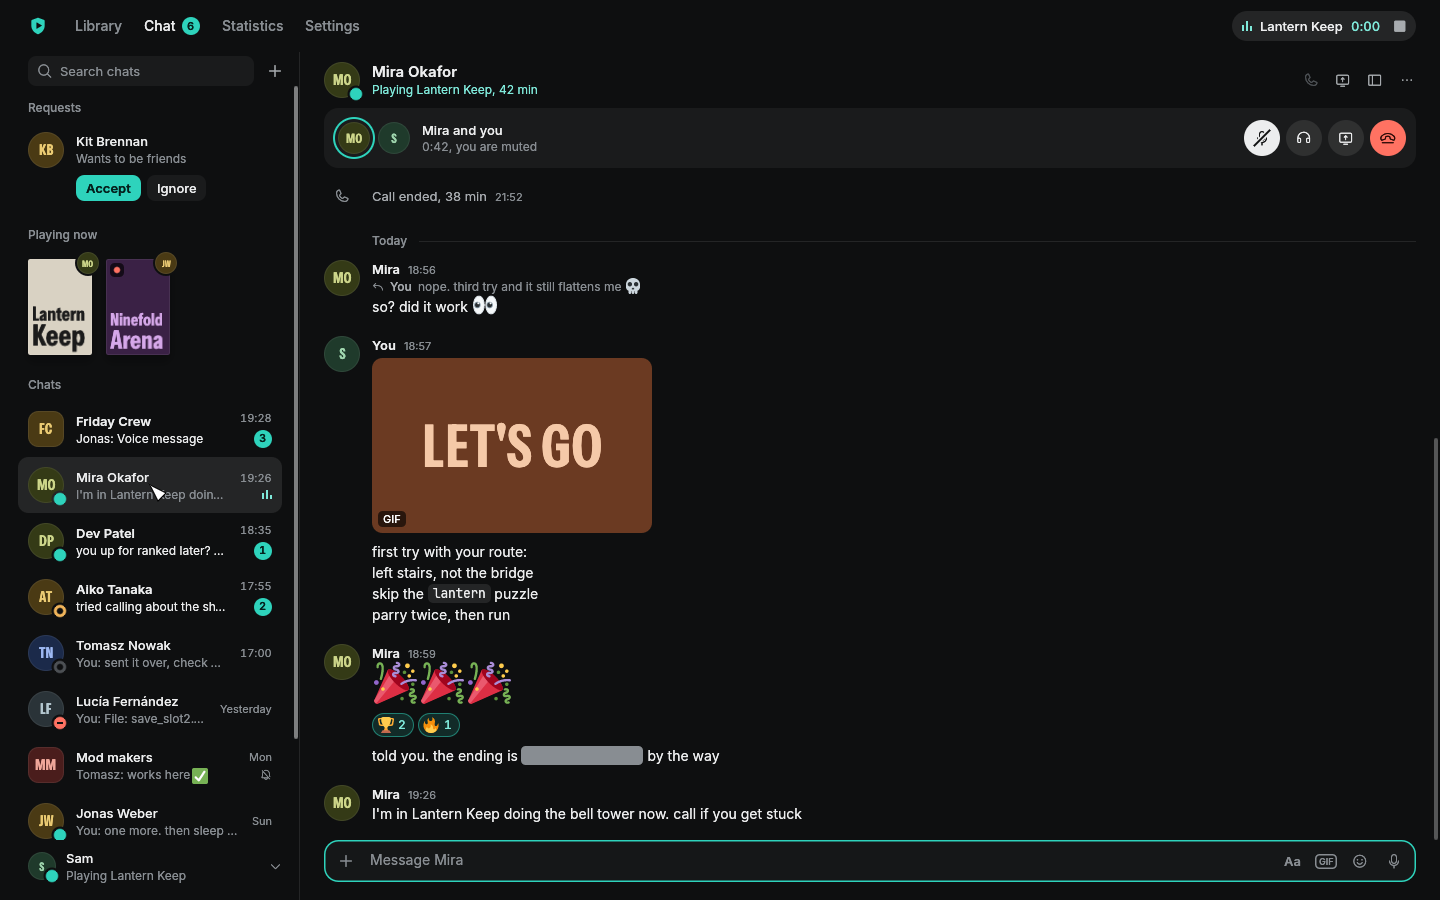 Library Chat 6 Statistics Settings
Lantern Keep 0:00
Search chats
Requests
KB
Kit Brennan
Wants to be friends
Accept Ignore
Playing now
MO
JW
Lantern Keep
Ninefold Arena
Chats
FC
Friday Crew 19:28
Jonas: Voice message 3
MO
Mira Okafor 19:26
I'm in Lantern Keep doin...
DP
Dev Patel 18:35
you up for ranked later? ... 1
AT
Aiko Tanaka 17:55
tried calling about the sh... 2
TN
Tomasz Nowak 17:00
You: sent it over, check ...
LF
Lucía Fernández Yesterday
You: File: save_slot2....
MM
Mod makers Mon
Tomasz: works here ✅
JW
Jonas Weber Sun
You: one more. then sleep ...
S
Sam
Playing Lantern Keep
MO
Mira Okafor
Playing Lantern Keep, 42 min
MO S
Mira and you
0:42, you are muted
Call ended, 38 min 21:52
Today
MO
Mira 18:56
You nope. third try and it still flattens me 💀
so? did it work 👀
S
You 18:57
LET'S GO
GIF
first try with your route:
left stairs, not the bridge
skip the lantern puzzle
parry twice, then run
MO
Mira 18:59
🎉🎉🎉
🏆 2 🔥 1
told you. the ending is by the way
MO
Mira 19:26
I'm in Lantern Keep doing the bell tower now. call if you get stuck
Message Mira
Aa GIF